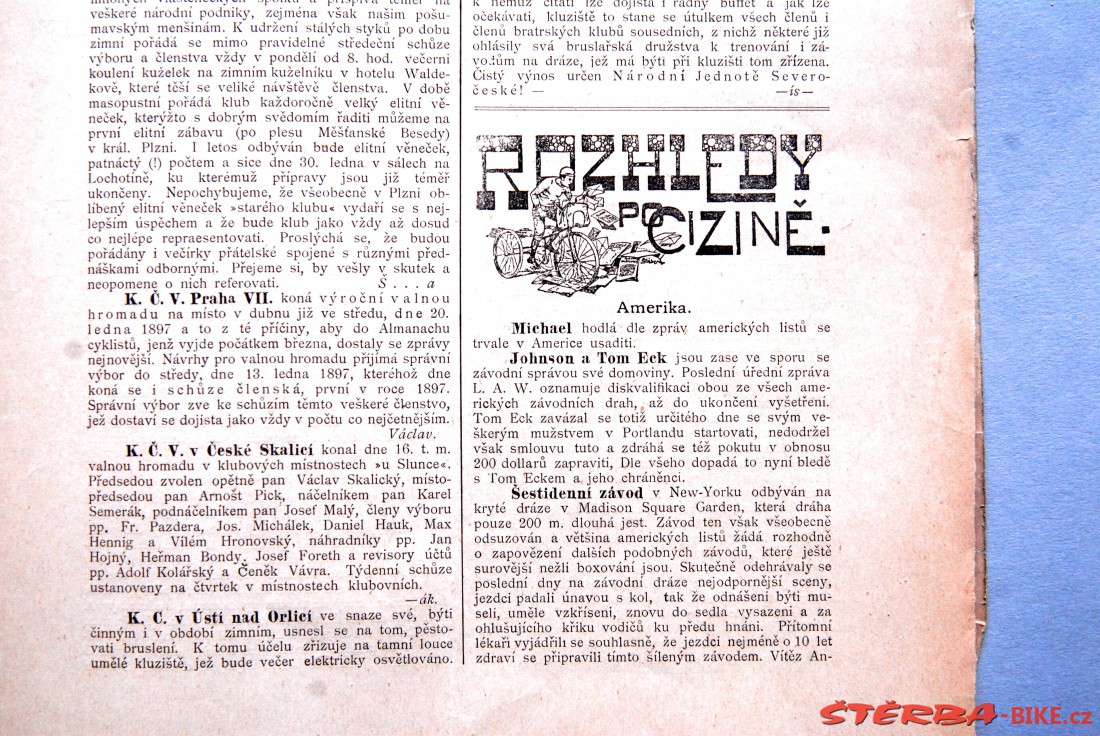 veškeré národní podniky, zejména však našim pošu-
mavským menšinám. K udržení stálých styků po dobu
zimní pořádá se mimo pravidelné středeční schůze
výboru a členstva vždy v pondělí od 8. hod. večerní
koulení kuželek na zimním kuželníku v hotelu Walde-
kově, které těší se veliké návštěvě členstva. V době
masopustní pořádá klub každoročně velký elitní vě-
neček, kterýžto s dobrým svědomím řaditi můžeme na
první elitní zábavu (po plesu Měšťanské Besedy)
v král. Plzni. I letos odbýván bude elitní věneček,
patnáctý (!) počtem a sice dne 30. ledna v sálech na
Lochotíně, ku kterémuž přípravy jsou již téměř
ukončeny. Nepochybujeme, že všeobecně v Plzni ob-
líbený elitní věneček »starého klubu« vydaří se s nej-
lepším úspěchem a že bude klub jako vždy až dosud
co nejlépe repraesentovati. Proslýchá se, že budou
pořádány i večírky přátelské spojené s různými před-
náškami odbornými. Přejeme si, by vešly v skutek a
neopomene o nich referovati. Š . . . a
K. Č. V. Praha VII. koná výroční valnou
hromadu na místo v dubnu již ve středu, dne 20.
ledna 1897 a to z té příčiny, aby do Almanachu
cyklistů, jenž vyjde počátkem března, dostaly se zprávy
nejnovější. Návrhy pro valnou hromadu přijímá správní
výbor do středy, dne 13. ledna 1897, kteréhož dne
koná se i schůze členská, první v roce 1897.
Správní výbor zve ke schůzím těmto veškeré členstvo,
jež dostaví se dojista jako vždy v počtu co nejčetnějším.
Václav.
K. Č. V. v České Skalici konal dne 16. t. m.
valnou hromadu v klubových místnostech »u Slunce«.
Předsedou zvolen opětně pan Václav Skalický, místo-
předsedou pan Arnošt Pick, náčelníkem pan Karel
Semerák, podnáčelníkem pan Josef Malý, členy výboru
pp. Fr. Pazdera, Jos. Michálek, Daniel Hauk, Max
Hennig a Vilém Hronovský, náhradníky pp. Jan
Hojný, Heřman Bondy, Josef Foreth a revisory účtů
pp. Adolf Kolářský a Čeněk Vávra. Týdenní schůze
ustanoveny na čtvrtek v místnostech klubovních.
—ák.
K. C. v Ústí nad Orlicí ve snaze své, býti
činným i v období zimním, usnesl se na tom, pěsto-
vati bruslení. K tomu účelu zřizuje na tamní louce
umělé kluziště, jež bude večer elektricky osvětlováno.
k němuž čítati lze dojista i řádný buffet a jak lze
očekávati, kluziště to stane se útulkem všech členů i
členů bratrských klubů sousedních, z nichž některé již
ohlásily svá bruslařská družstva k trenování i zá-
vodům na dráze, jež má býti při kluzišti tom zřízena.
Čistý výnos určen Národní Jednotě Severo-
české! — —is—
ROZHLEDY
PO CIZINĚ.
Amerika.
Michael hodlá dle zpráv amerických listů se
trvale v Americe usaditi.
Johnson a Tom Eck jsou zase ve sporu se
závodní správou své domoviny. Poslední úřední zpráva
L. A. W. oznamuje diskvalifikaci obou ze všech ame-
rických závodních drah, až do ukončení vyšetření.
Tom Eck zavázal se totiž určitého dne se svým ve-
škerým mužstvem v Portlandu startovati, nedodržel
však smlouvu tuto a zdráhá se též pokutu v obnosu
200 dollarů zapraviti, Dle všeho dopadá to nyní bledě
s Tom Eckem a jeho chráněnci.
Šestidenní závod v New-Yorku odbýván na
kryté dráze v Madison Square Garden, která dráha
pouze 200 m. dlouhá jest. Závod ten však všeobecně
odsuzován a většina amerických listů žádá rozhodně
o zapovězení dalších podobných závodů, které ještě
surovější nežli boxování jsou. Skutečně odehrávaly se
poslední dny na závodní dráze nejodpornější sceny,
jezdci padali únavou s kol, tak že odnášeni býti mu-
seli, uměle vzkříseni, znovu do sedla vysazeni a za
ohlušujícího křiku vodičů ku předu hnáni. Přítomní
lékaři vyjádřili se souhlasně, že jezdci nejméně o 10 let
zdraví se připravili tímto šíleným závodem. Vítěz An-
ŠTĚRBA-BIKE.cz